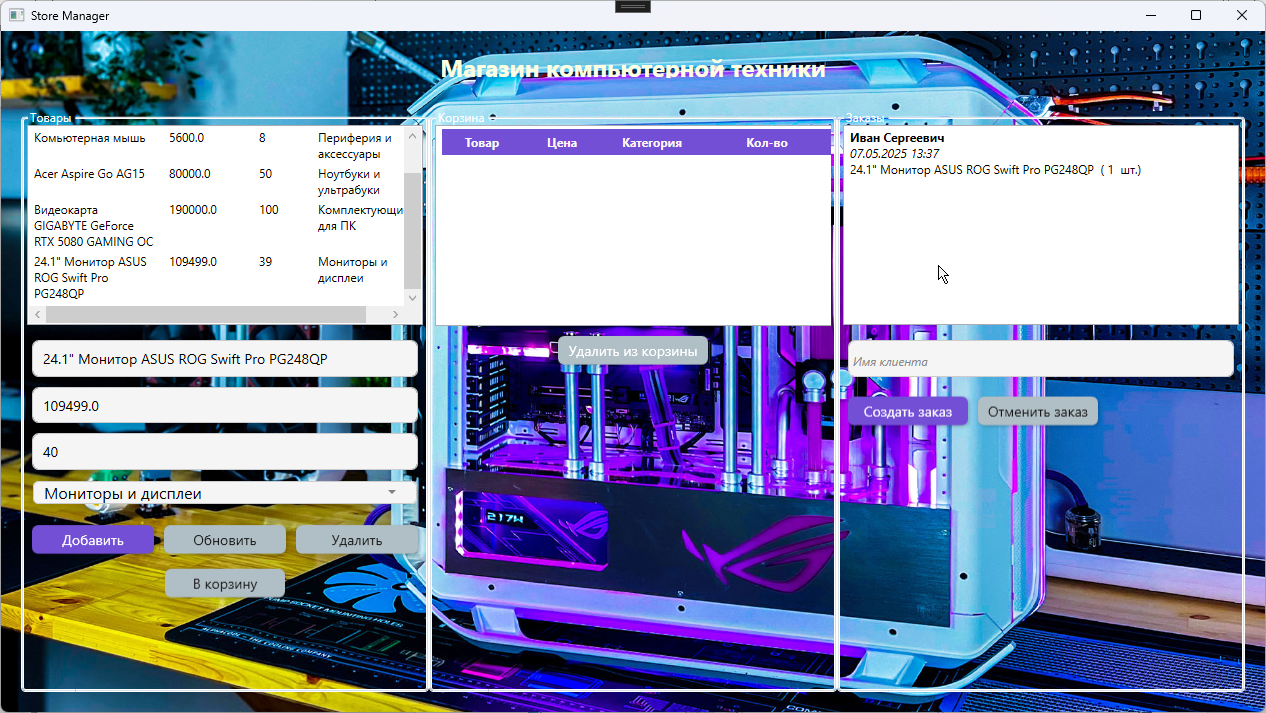 Store Manager
Магазин компьютерной техники
Товары
Комьютерная мышь 5600.0 8 Периферия и
аксессуары
Acer Aspire Go AG15 80000.0 50 Ноутбуки и
ультрабуки
Видеокарта 190000.0 100 Комплектующи
GIGABYTE GeForce для ПК
RTX 5080 GAMING OC
24.1" Монитор ASUS 109499.0 39 Мониторы и
ROG Swift Pro дисплеи
PG248QP
24.1" Монитор ASUS ROG Swift Pro PG248QP
109499.0
40
Мониторы и дисплеи
Добавить Обновить Удалить
В корзину
Корзина
Товар Цена Категория Кол-во
Удалить из корзины
217W
Заказы
Иван Сергеевич
07.05.2025 13:37
24.1" Монитор ASUS ROG Swift Pro PG248QP ( 1 шт.)
Имя клиента
Создать заказ Отменить заказ